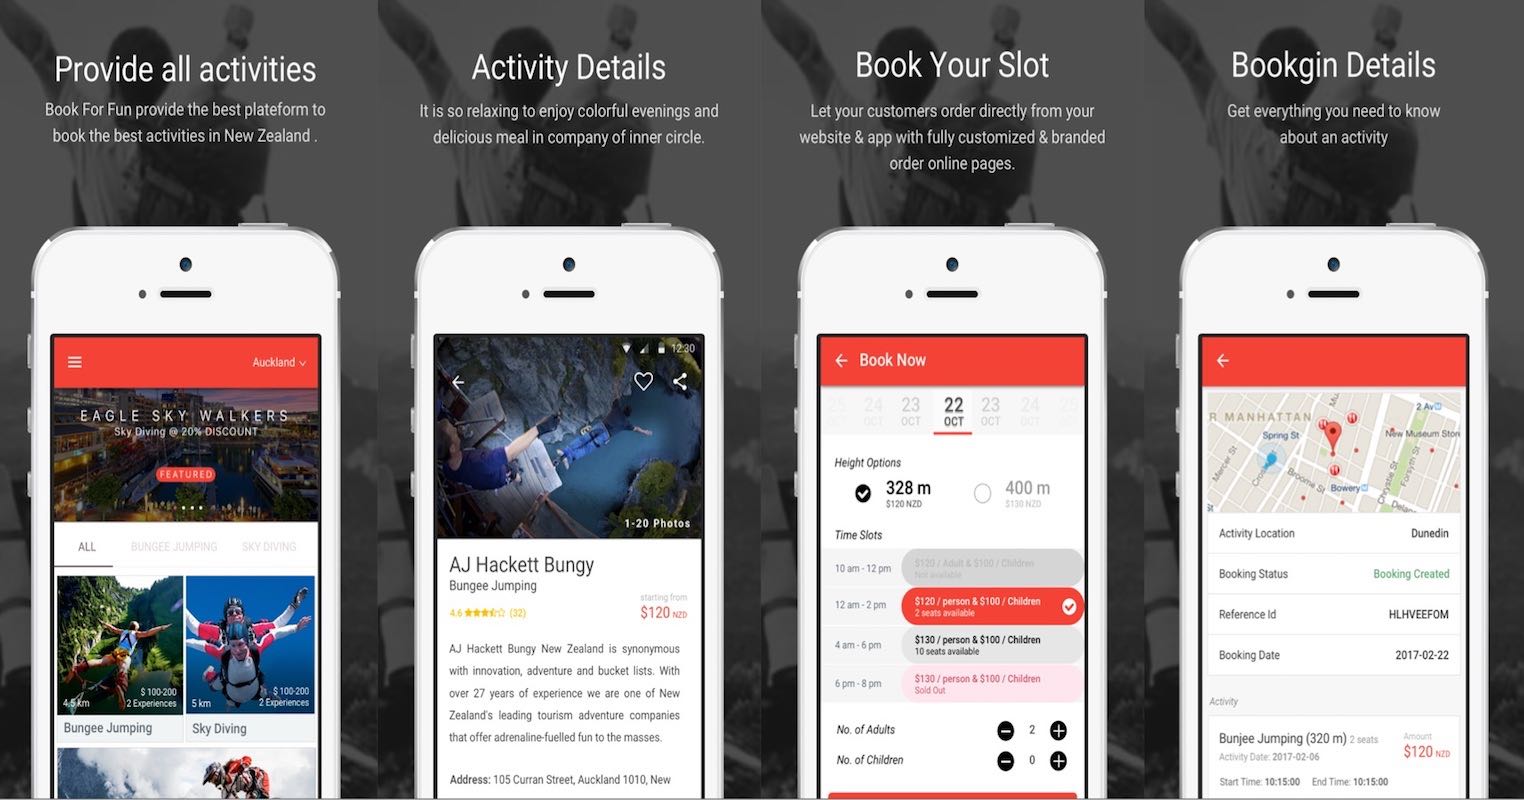 Provide all activities
Book For Fun provide the best plateform to
book the best activities in New Zealand .
Auckland
EAGLE SKY WALKERS
Sky Diving @ 20% DISCOUNT
FEATURED
ALL
BUNGEE JUMPING
SKY DIVING
$ 100-200
4.5 km
2 Experiences
Bungee Jumping
$ 100-200
5 km
2 Experiences
Sky Diving
Activity Details
It is so relaxing to enjoy colorful evenings and
delicious meal in company of inner circle.
12:30
1-20 Photos
AJ Hackett Bungy
Bungee Jumping
4.6
(32)
starting from
$120 NZD
AJ Hackett Bungy New Zealand is synonymous
with innovation, adventure and bucket lists. With
over 27 years of experience we are one of New
Zealand's leading tourism adventure companies
that offer adrenaline-fuelled fun to the masses.
Address: 105 Curran Street, Auckland 1010, New
Book Your Slot
Let your customers order directly from your
website & app with fully customized & branded
order online pages.
Book Now
25 24 23 22 23 24 25
OCT OCT OCT OCT OCT OCT OCT
Height Options
328 m
$120 NZD
400 m
$130 NZD
Time Slots
10 am - 12 pm
$120 / Adult & $100 / Children
Not available
12 am - 2 pm
$120 / person & $100 / Children
2 seats available
4 am - 6 pm
$130 / person & $100 / Children
10 seats available
6 pm - 8 pm
$130 / person & $100 / Children
Sold Out
No. of Adults
2
No. of Children
0
Bookgin Details
Get everything you need to know
about an activity
R MANHATTAN
2 Av
Spring St
New Museum Store
Mercer St
Crosby St
Broome St
Bowery
Chrystie St
Forsyth St
Activity Location
Dunedin
Booking Status
Booking Created
Reference Id
HLHVEEFOM
Booking Date
2017-02-22
Activity
Bunjee Jumping (320 m) 2 seats
Activity Date: 2017-02-06
Amount
$120 NZD
Start Time: 10:15:00 End Time: 10:15:00